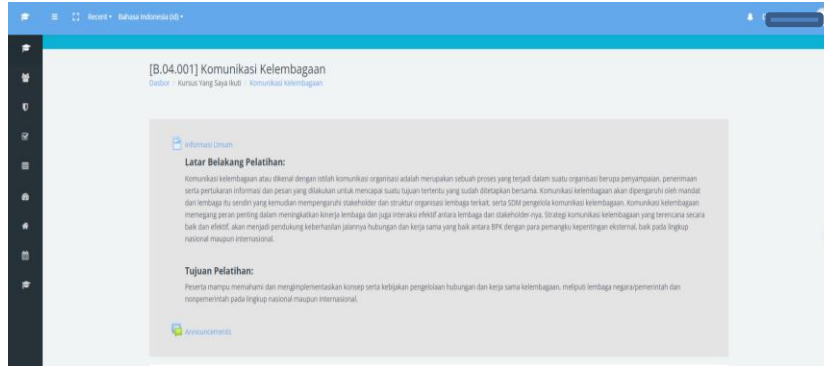 Recent Bahasa Indonesia (id)
[B.04.001] Komunikasi Kelembagaan
Dasbor / Kursus Yang Saya Ikuti / Komunikasi Kelembagaan
Informasi Umum
Latar Belakang Pelatihan:
Komunikasi kelembagaan atau dikenal dengan istilah komunikasi organisasi adalah merupakan sebuah proses yang terjadi dalam suatu organisasi berupa penyampaian, penerimaan
serta pertukaran informasi dan pesan yang dilakukan untuk mencapai suatu tujuan tertentu yang sudah ditetapkan bersama. Komunikasi kelembagaan akan dipengaruhi oleh mandat
dari lembaga itu sendiri yang kemudian mempengaruhi stakeholder dan struktur organisasi lembaga terkait, serta SDM pengelola komunikasi kelembagaan. Komunikasi kelembagaan
memegang peran penting dalam meningkatkan kinerja lembaga dan juga interaksi efektif antara lembaga dan stakeholder-nya. Strategi komunikasi kelembagaan yang terencana secara
baik dan efektif, akan menjadi pendukung keberhasilan jalannya hubungan dan kerja sama yang baik antara BPK dengan para pemangku kepentingan eksternal, baik pada lingkup
nasional maupun internasional.
Tujuan Pelatihan:
Peserta mampu memahami dan mengimplementasikan konsep serta kebijakan pengelolaan hubungan dan kerja sama kelembagaan, meliputi lembaga negara/pemerintah dan
nonpemerintah pada lingkup nasional maupun internasional.
Announcements